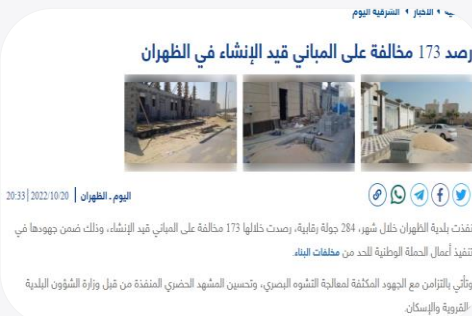 الأخبار ‹ الشرقية اليوم
رصد 173 مخالفة على المباني قيد الإنشاء في الظهران
اليوم ـ الظهران | 2022/10/20 | 20:33
نفذت بلدية الظهران خلال شهر، 284 جولة رقابية، رصدت خلالها 173 مخالفة على المباني قيد الإنشاء، وذلك ضمن جهودها في
تنفيذ أعمال الحملة الوطنية للحد من مخلفات البناء.
وتأتي بالتزامن مع الجهود المكثفة لمعالجة التشوه البصري، وتحسين المشهد الحضري المنفذة من قبل وزارة الشؤون البلدية
القروية والإسكان.